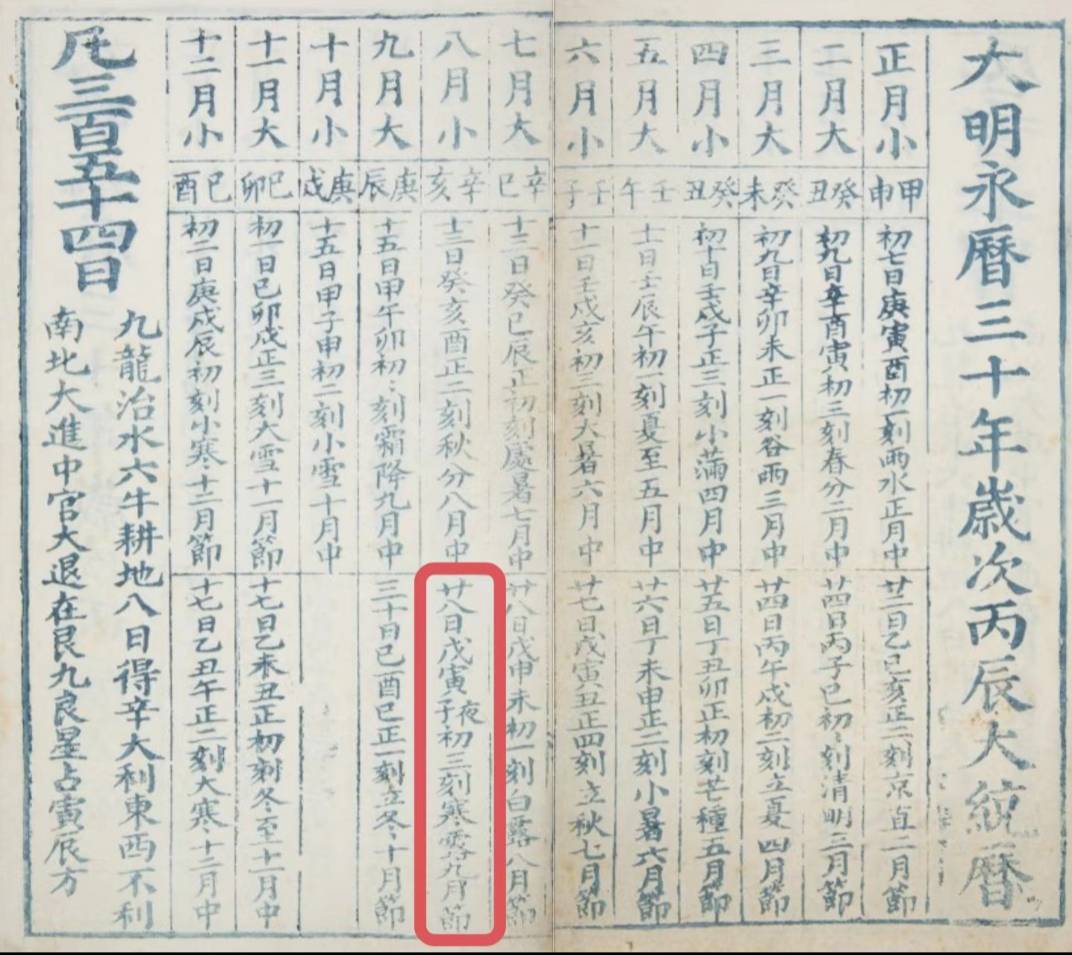 大明永曆三十年歲次丙辰大統曆
正月小
甲申
初七日庚寅酉初一刻雨水正月中
廿二日乙巳亥正二刻京直二月節
二月大
癸丑
初九日辛酉寅初三刻春分二月中
廿四日丙子巳初〻刻清明三月節
三月大
癸未
初九日辛卯未正一刻谷雨三月中
廿四日丙午戌初二刻立夏四月節
四月小
癸丑
初十日壬戌子正三刻小滿四月中
廿五日丁丑卯正初刻芒種五月節
五月大
壬午
十一日壬辰午初〻刻夏至五月中
廿六日丁未申正二刻小暑六月節
六月小
壬子
十一日壬戌亥初三刻大暑六月中
廿七日戊寅丑正四刻立秋七月節
七月大
辛巳
十三日癸巳辰正初刻處暑七月中
廿八日戊申未初一刻白露八月節
八月小
辛亥
十三日癸亥酉正二刻秋分八月中
廿八日戊寅夜子初三刻寒露九月節
九月大
庚辰
十五日甲午卯初〻刻霜降九月中
三十日己酉巳正一刻立冬十月節
十月小
庚戌
十五日甲子申初二刻小雪十月中
十一月大
己卯
初一日己卯戌正三刻大雪十一月節
十七日乙未丑正初刻冬至十一月中
十二月小
己酉
初二日庚戌辰初〻刻小寒十二月節
十七日乙丑午正二刻大寒十二月中
凡三百五十四日
九龍治水六牛耕地八日得辛大利東西不利
南北大進中宮大退在艮九良星占寅辰方